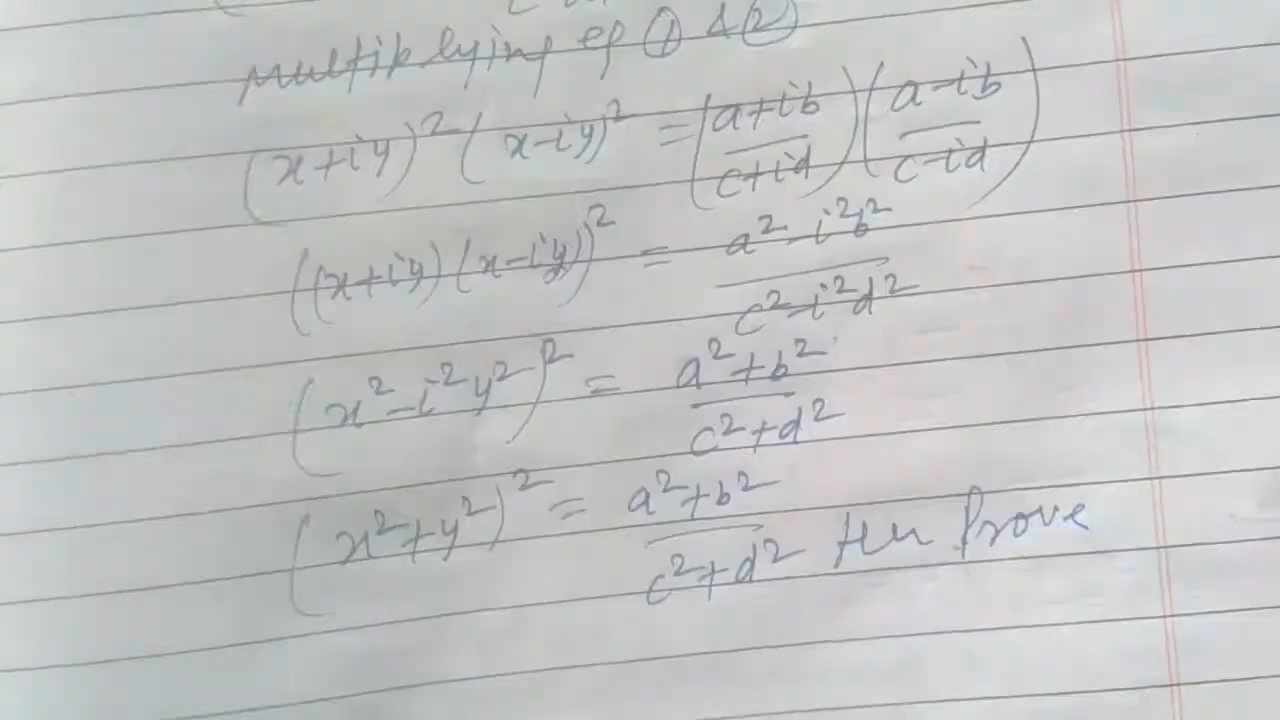 multiplying eq ① & ②
(x+iy)² (x-iy)² = (a+ib / c+id) (a-ib / c-id)
((x+iy) (x-iy))² = a²-i²b² / c²-i²d²
(x²-i²y²)² = a²+b² / c²+d²
(x²+y²)² = a²+b² / c²+d² Prove